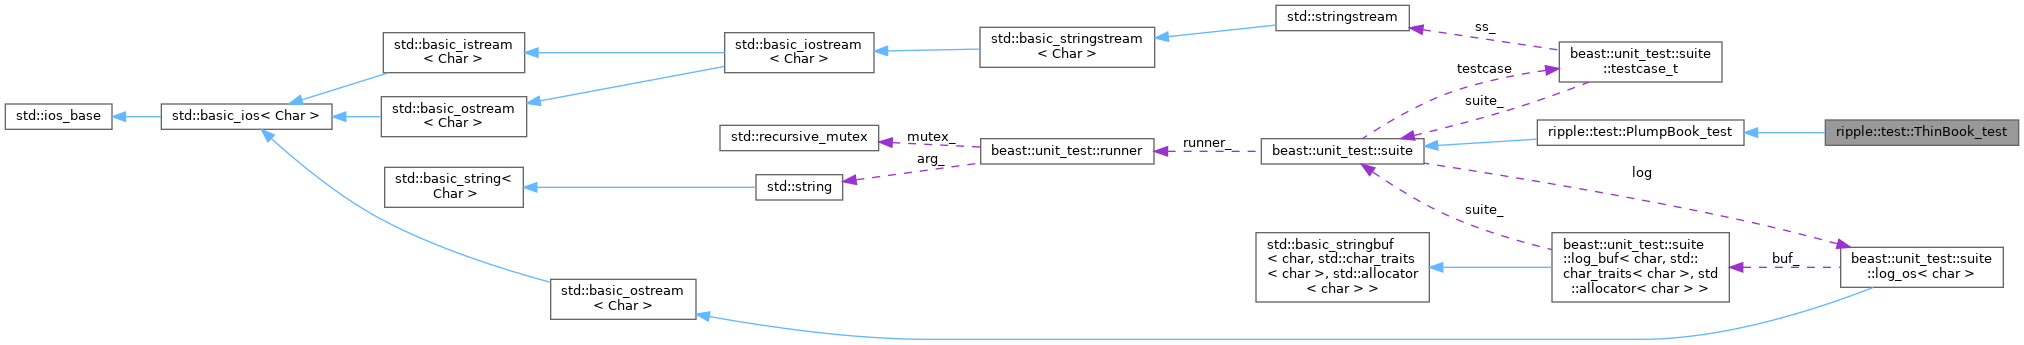 std::stringstream
ss_
std::basic_istream
< Char >
std::basic_iostream
< Char >
std::basic_stringstream
< Char >
beast::unit_test::suite
::testcase_t
testcase
suite_
std::ios_base
std::basic_ios< Char >
std::basic_ostream
< Char >
std::recursive_mutex
mutex_
arg_
beast::unit_test::runner
runner_
beast::unit_test::suite
ripple::test::PlumpBook_test
ripple::test::ThinBook_test
std::basic_string<
Char >
std::string
log
suite_
std::basic_stringbuf
< char, std::char_traits
< char >, std::allocator
< char > >
beast::unit_test::suite
::log_buf< char, std::
char_traits< char >, std
::allocator< char > >
buf_
beast::unit_test::suite
::log_os< char >
std::basic_ostream
< Char >